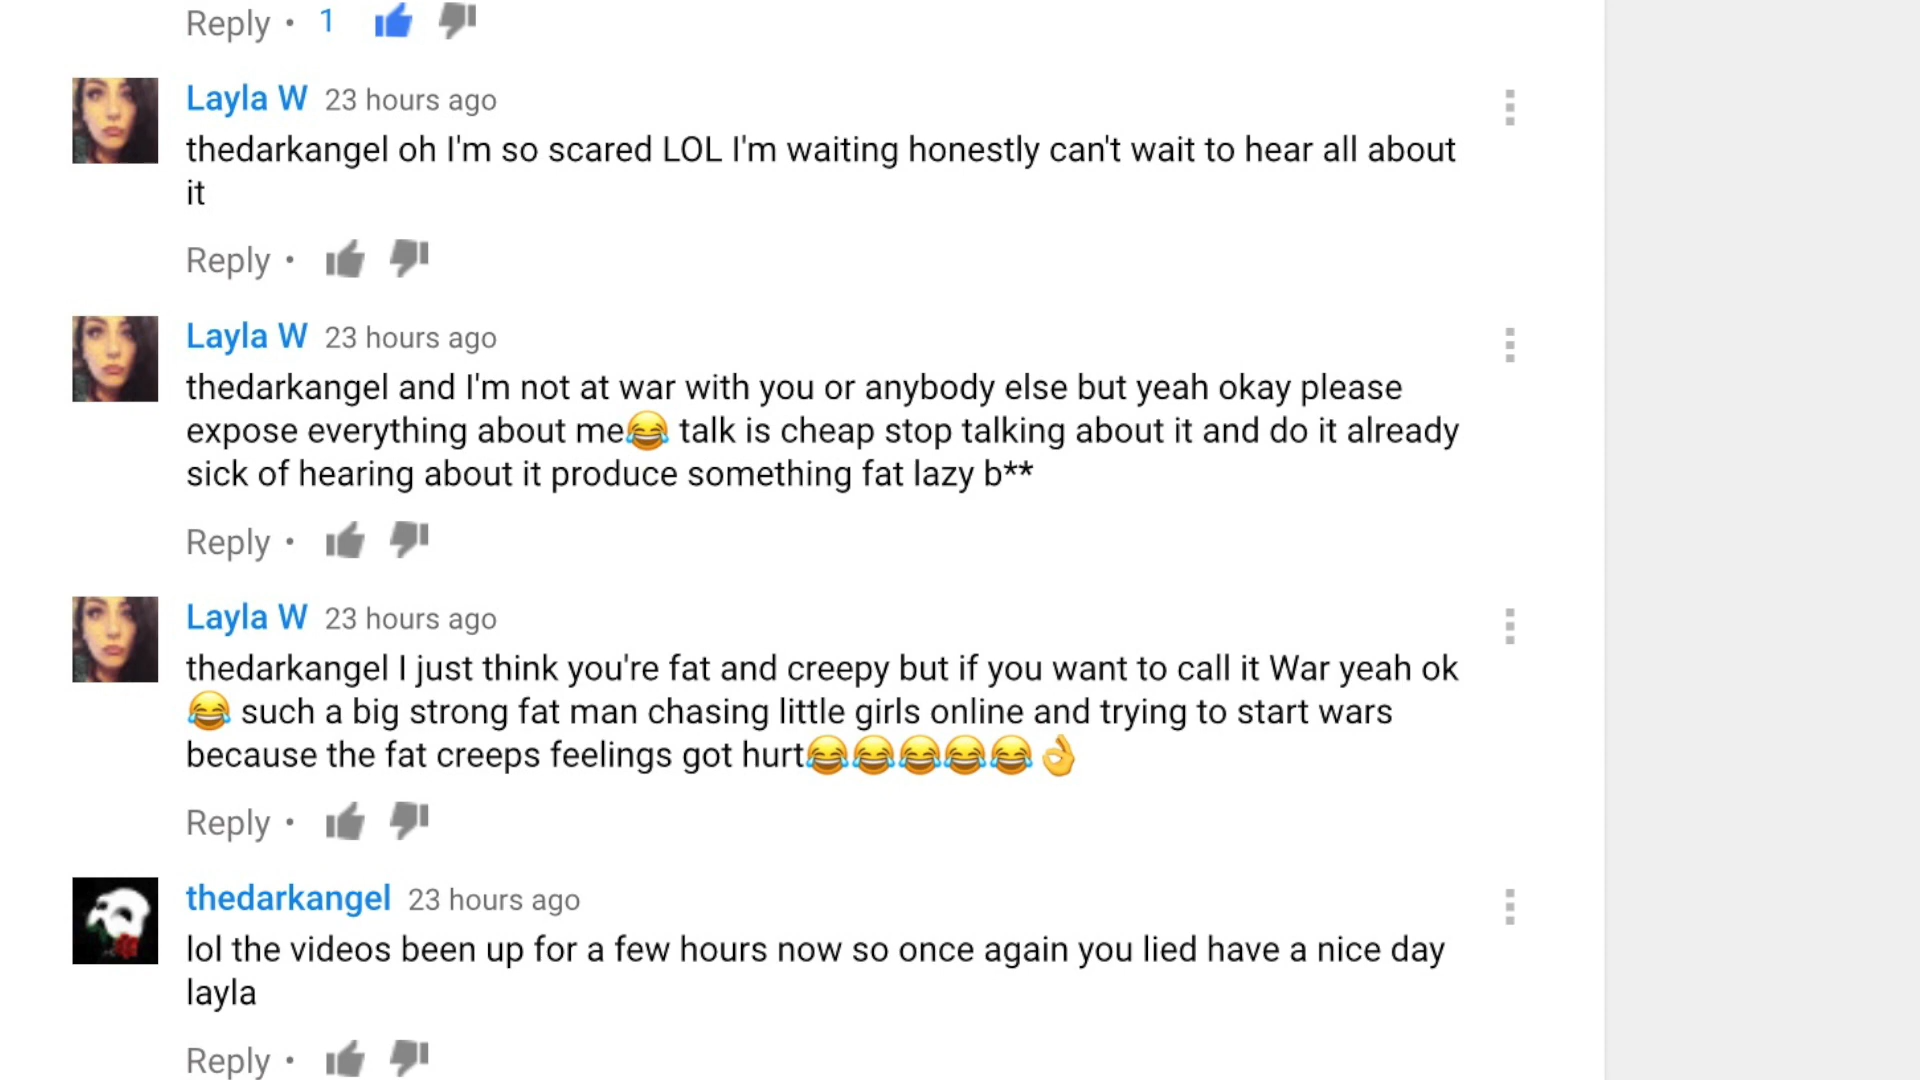 Reply • 1
Layla W 23 hours ago
thedarkangel oh I'm so scared LOL I'm waiting honestly can't wait to hear all about
it
Reply •
Layla W 23 hours ago
thedarkangel and I'm not at war with you or anybody else but yeah okay please
expose everything about me😂 talk is cheap stop talking about it and do it already
sick of hearing about it produce something fat lazy b**
Reply •
Layla W 23 hours ago
thedarkangel I just think you're fat and creepy but if you want to call it War yeah ok
😂 such a big strong fat man chasing little girls online and trying to start wars
because the fat creeps feelings got hurt😂😂😂😂😂👌
Reply •
thedarkangel 23 hours ago
lol the videos been up for a few hours now so once again you lied have a nice day
layla
Reply •